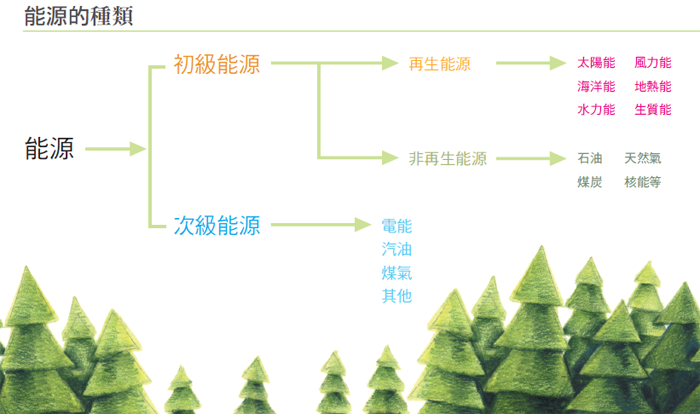 能源的種類
能源
初級能源
再生能源
太陽能 風力能
海洋能 地熱能
水力能 生質能
非再生能源
石油 天然氣
煤炭 核能等
次級能源
電能
汽油
煤氣
其他